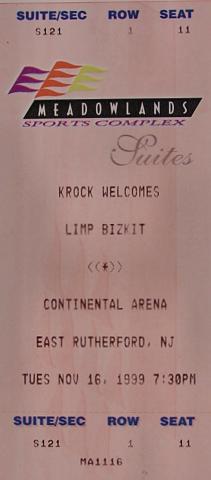 SUITE/SEC ROW SEAT
S121 1 11
MEADOWLANDS
SPORTS COMPLEX
Suites
KROCK WELCOMES
LIMP BIZKIT
((*))
CONTINENTAL ARENA
EAST RUTHERFORD, NJ
TUES NOV 16, 1999 7:30PM
SUITE/SEC ROW SEAT
S121 1 11
MA1116